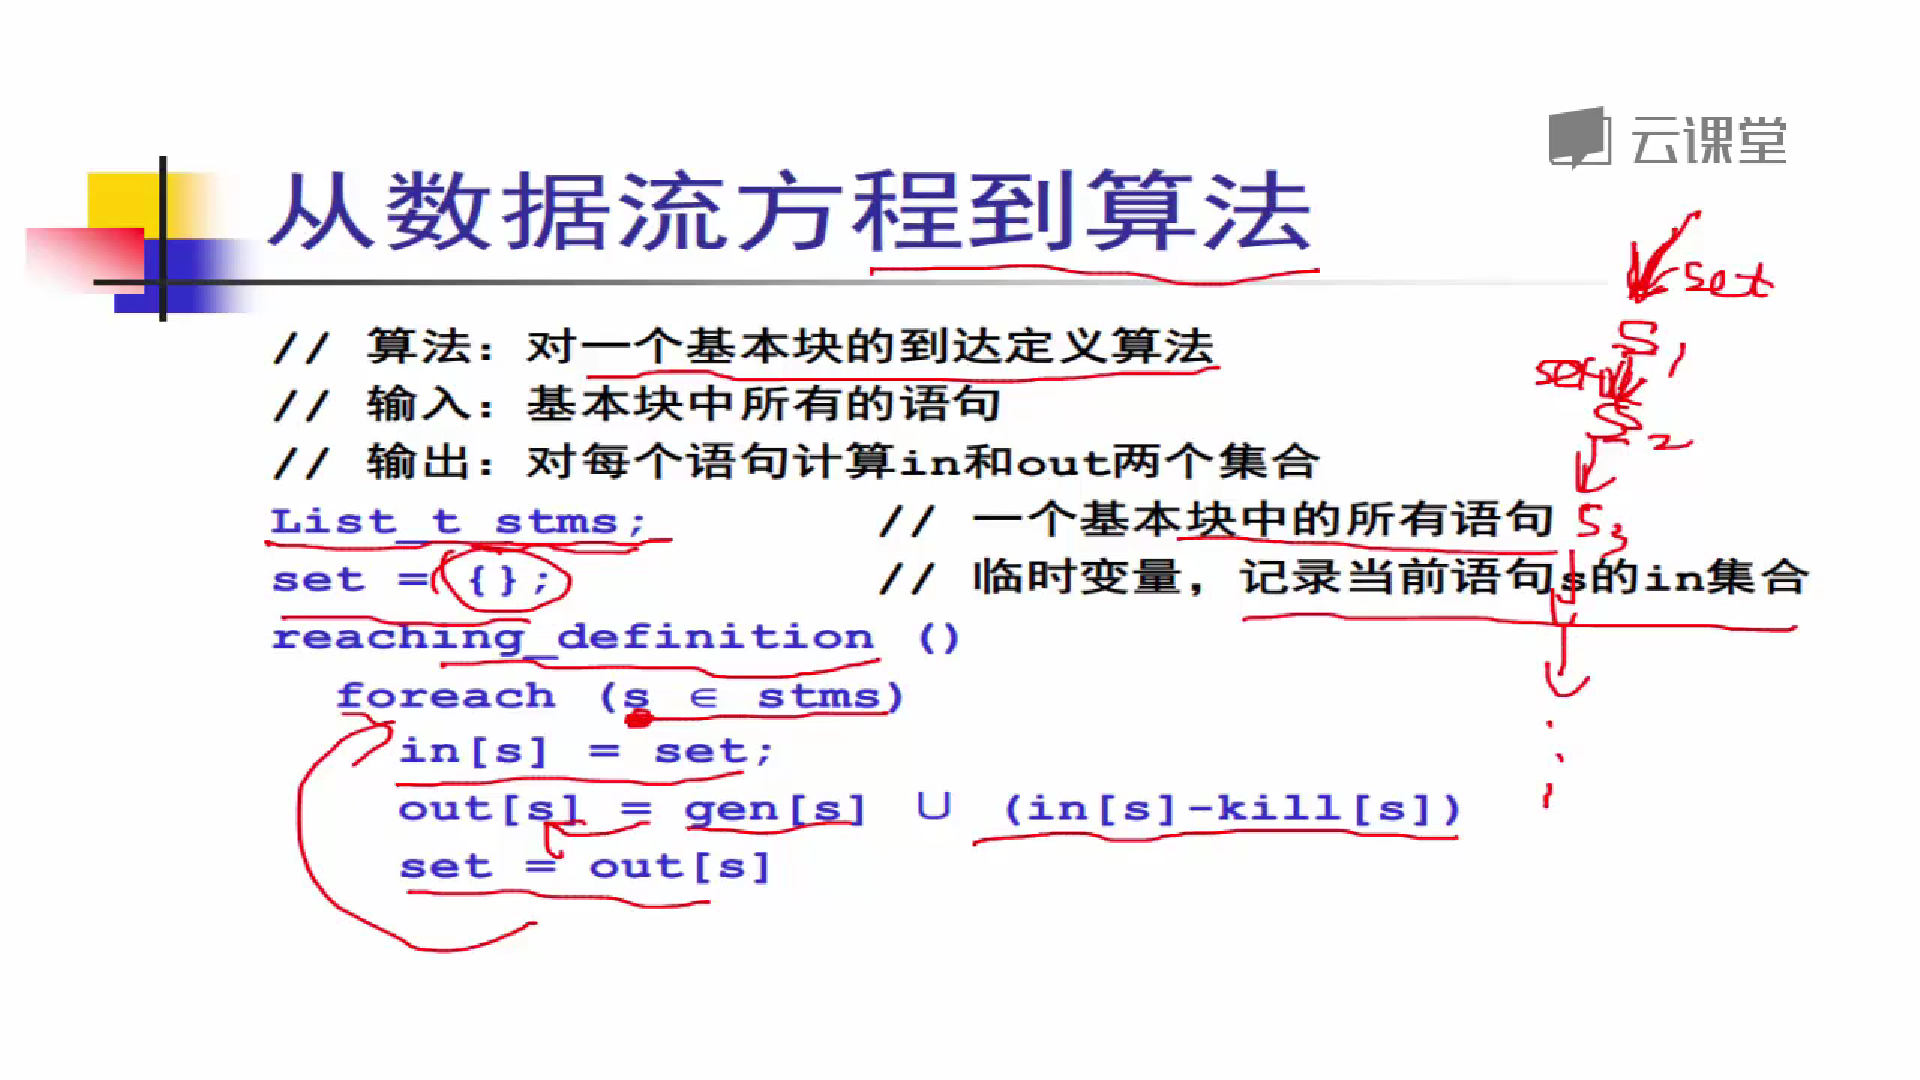 云课堂
从数据流方程到算法
set
// 算法：对一个基本块的到达定义算法
S1
set
// 输入：基本块中所有的语句
S2
// 输出：对每个语句计算in和out两个集合
List_t stms; // 一个基本块中的所有语句
S3
set = {}; // 临时变量，记录当前语句s的in集合
reaching_definition ()
foreach (s ∈ stms)
in[s] = set;
out[s] = gen[s] ∪ (in[s]-kill[s])
set = out[s]